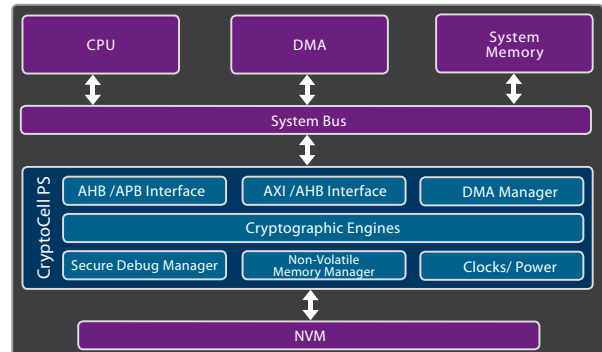 CPU
DMA
System
Memory
System Bus
CryptoCell PS
AHB /APB Interface
AXI /AHB Interface
DMA Manager
Cryptographic Engines
Secure Debug Manager
Non-Volatile
Memory Manager
Clocks/ Power
NVM